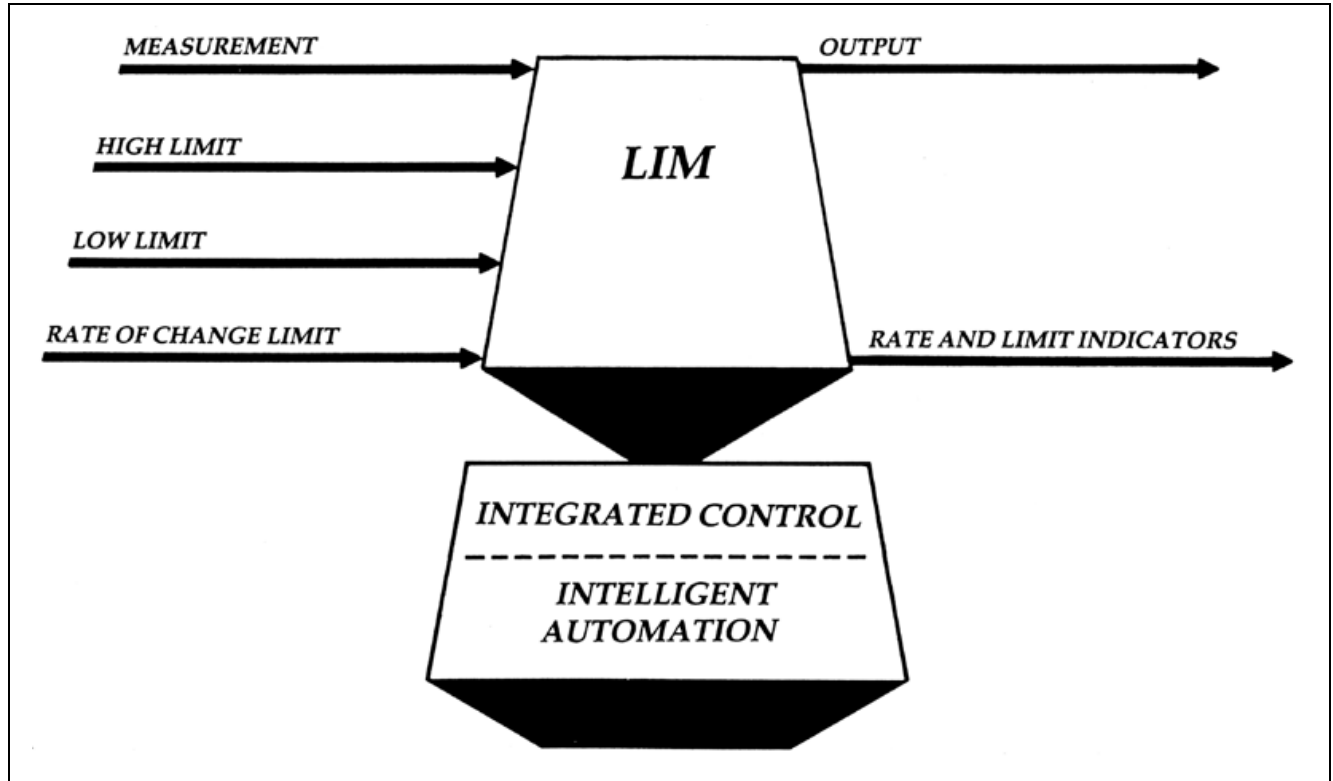 MEASUREMENT
OUTPUT
HIGH LIMIT
LIM
LOW LIMIT
RATE OF CHANGE LIMIT
RATE AND LIMIT INDICATORS
INTEGRATED CONTROL
INTELLIGENT
AUTOMATION